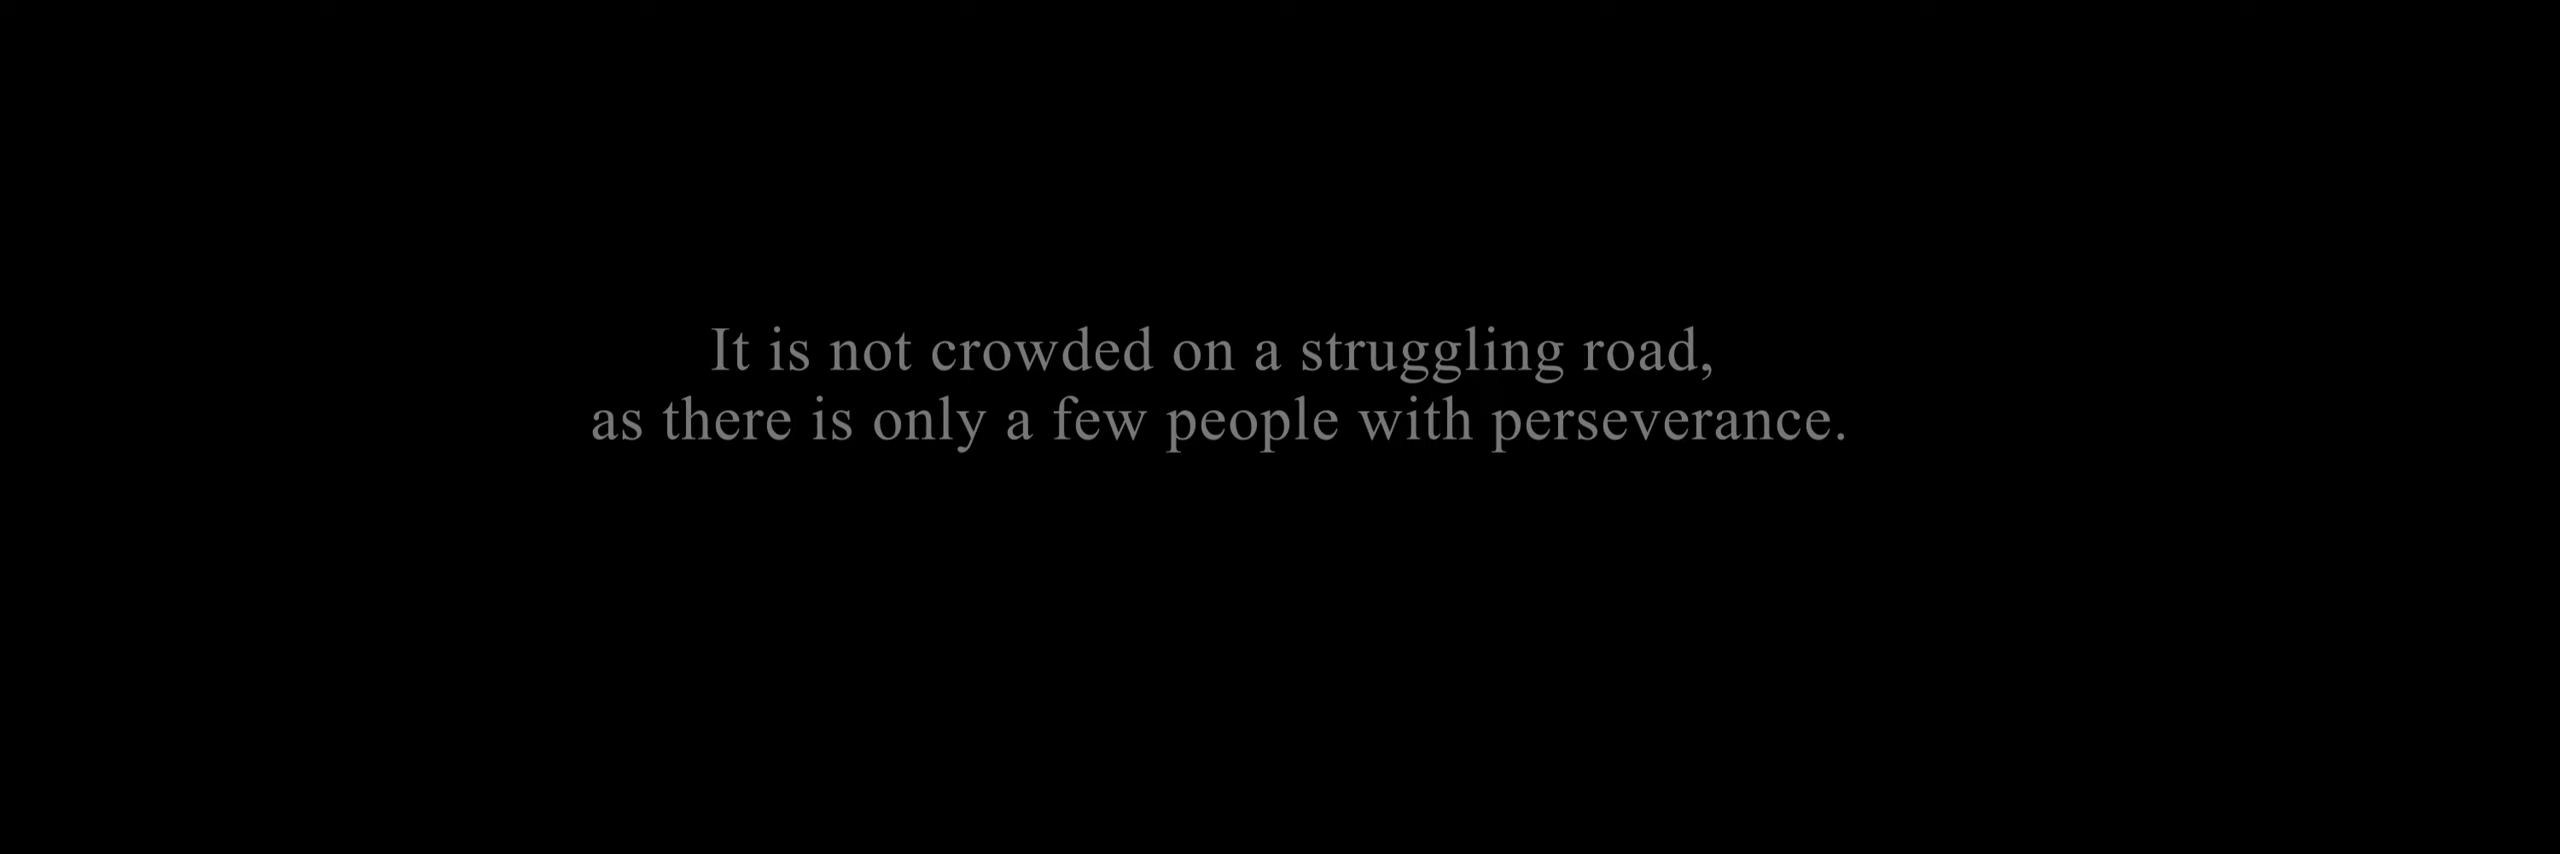 It is not crowded on a struggling road,
as there is only a few people with perseverance.